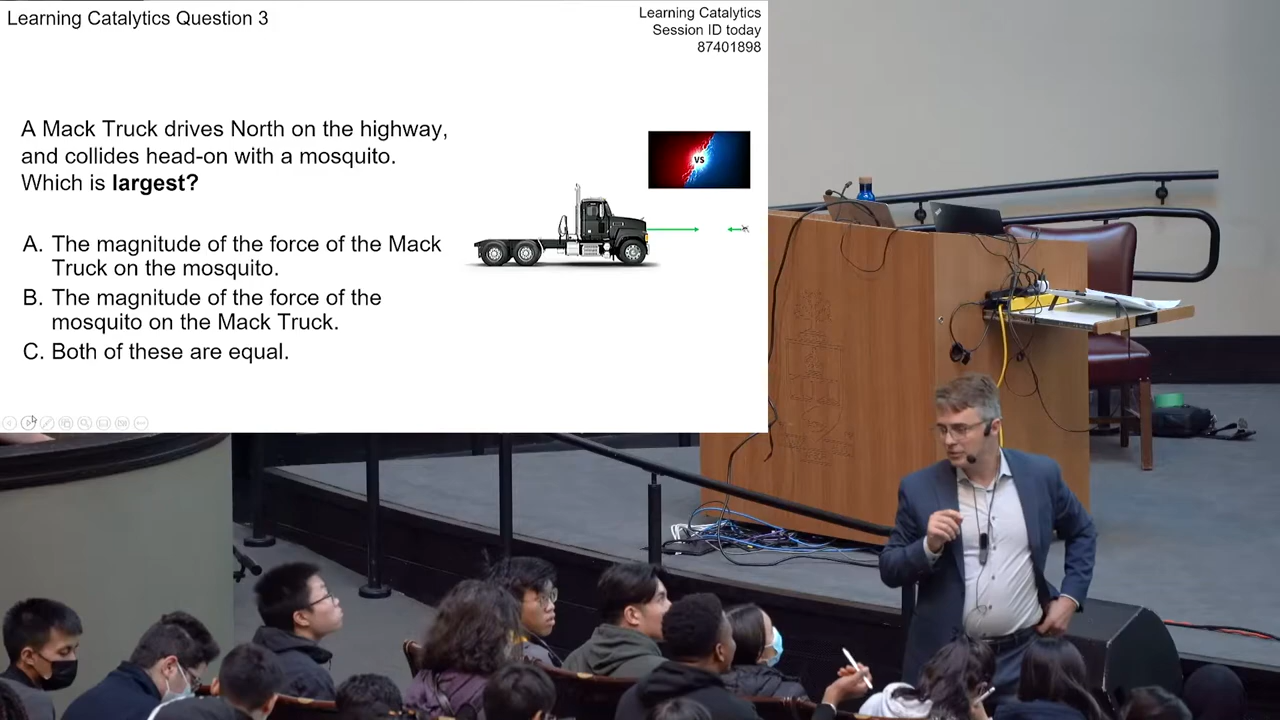 Learning Catalytics Question 3
Learning Catalytics
Session ID today
87401898
A Mack Truck drives North on the highway,
and collides head-on with a mosquito.
Which is largest?
VS
A. The magnitude of the force of the Mack
Truck on the mosquito.
B. The magnitude of the force of the
mosquito on the Mack Truck.
C. Both of these are equal.